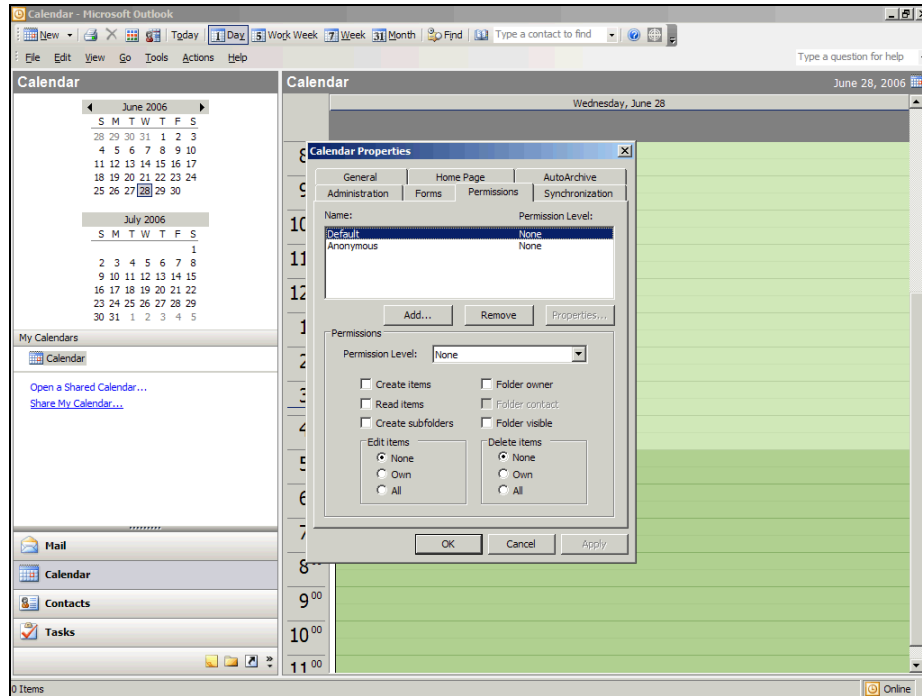 Calendar - Microsoft Outlook
New Today 1 Day 5 Work Week 7 Week 31 Month Find Type a contact to find
File Edit View Go Tools Actions Help Type a question for help
Calendar
June 2006
S M T W T F S
28 29 30 31 1 2 3
4 5 6 7 8 9 10
11 12 13 14 15 16 17
18 19 20 21 22 23 24
25 26 27 28 29 30
July 2006
S M T W T F S
1
2 3 4 5 6 7 8
9 10 11 12 13 14 15
16 17 18 19 20 21 22
23 24 25 26 27 28 29
30 31 1 2 3 4 5
My Calendars
Calendar
Open a Shared Calendar...
Share My Calendar...
Mail
Calendar
Contacts
Tasks
Calendar June 28, 2006
Wednesday, June 28
8
9
10
11
12
1
2
3
4
5
6
7
8
9 00
10 00
11 00
Calendar Properties
General Home Page AutoArchive
Administration Forms Permissions Synchronization
Name: Permission Level:
Default None
Anonymous None
Add... Remove Properties...
Permissions
Permission Level: None
Create items Folder owner
Read items Folder contact
Create subfolders Folder visible
Edit items Delete items
None None
Own Own
All All
OK Cancel Apply
0 Items Online